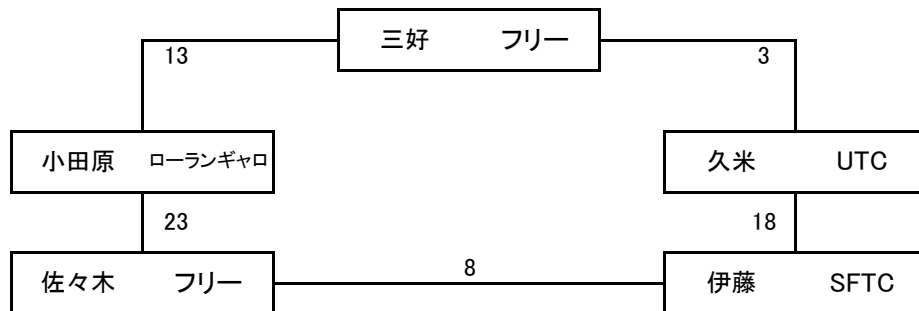 三好 フリー
13
3
小田原 ローランギャロ
久米 UTC
23
18
佐々木 フリー
8
伊藤 SFTC